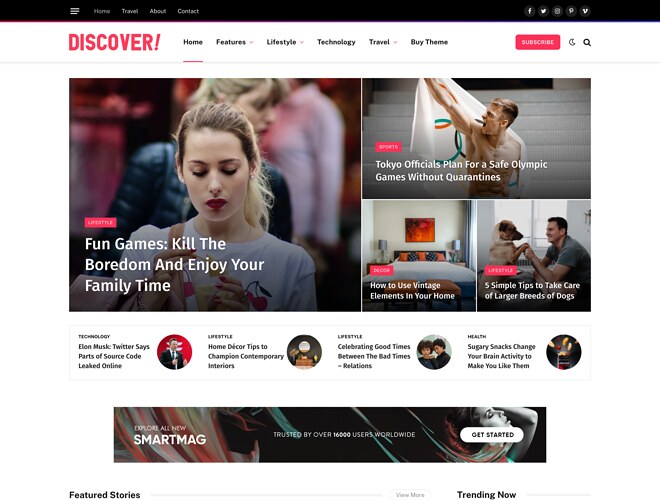 Home Travel About Contact
DISCOVER!
Home Features Lifestyle Technology Travel Buy Theme
SUBSCRIBE
LIFESTYLE
Fun Games: Kill The
Boredom And Enjoy Your
Family Time
SPORTS
Tokyo Officials Plan For a Safe Olympic
Games Without Quarantines
DECOR
How to Use Vintage
Elements In Your Home
LIFESTYLE
5 Simple Tips to Take Care
of Larger Breeds of Dogs
TECHNOLOGY
Elon Musk: Twitter Says
Parts of Source Code
Leaked Online
LIFESTYLE
Home Décor Tips to
Champion Contemporary
Interiors
LIFESTYLE
Celebrating Good Times
Between The Bad Times
– Relations
HEALTH
Sugary Snacks Change
Your Brain Activity to
Make You Like Them
EXPLORE ALL NEW
SMARTMAG
TRUSTED BY OVER 16000 USERS WORLDWIDE
GET STARTED
Featured Stories
View More
Trending Now